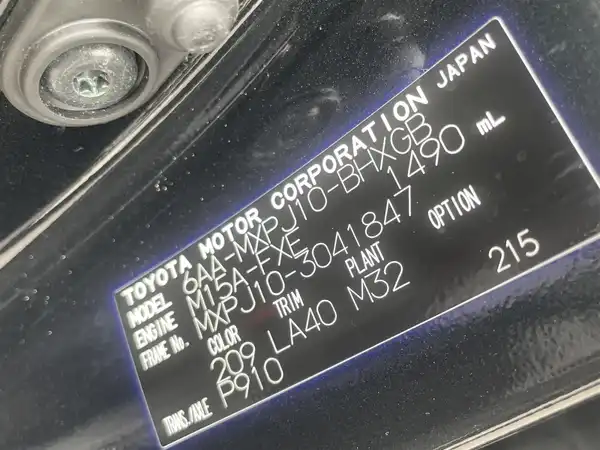 TOYOTA MOTOR CORPORATION JAPAN
MODEL 6AA-MXPJ10-BHXGB
ENGINE M15A-FXE 1490 mL
FRAME No. MXPJ10-3041847
COLOR TRIM PLANT OPTION
209 LA40 M32 215
TRANS./AXLE P910